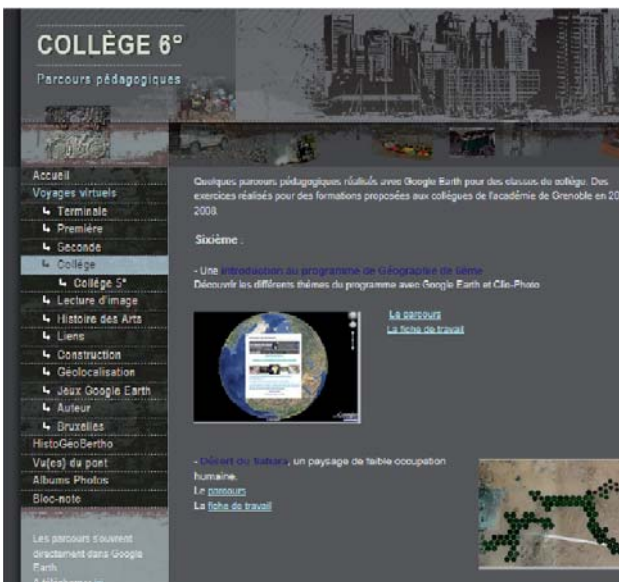 COLLÈGE 6°
Parcours pédagogiques
Accueil
Voyages virtuels
Terminale
Première
Seconde
Collège
Collège 5°
Lecture d'image
Histoire des Arts
Liens
Construction
Géolocalisation
Jeux Google Earth
Auteur
Bruxelles
HistoGéoBertho
Vu(es) du pont
Albums Photos
Bloc-note
Les parcours s'ouvrent
directement dans Google
Earth
Quelques parcours pédagogiques réalisés avec Google Earth pour des classes du collège. Des
exercices réalisés pour des formations proposées aux collègues de l'académie de Grenoble en 20
2008.
Sixième :
- Une introduction au programme de Géographie de 6ème
Découvrir les différents thèmes du programme avec Google Earth et Clio-Photo
Le parcours
La fiche de travail
- Désert du Sahara, un paysage de faible occupation
humaine.
Le parcours
La fiche de travail